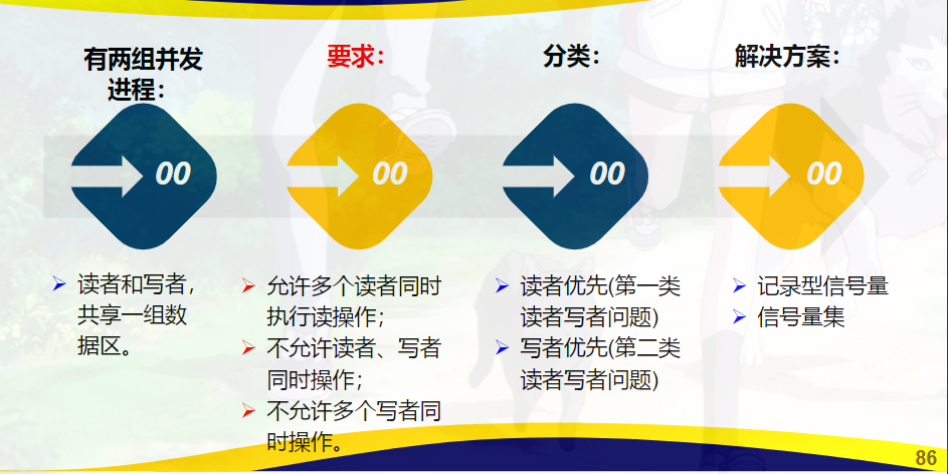 有两组并发
进程：
要求：
分类：
解决方案：
00
00
00
00
读者和写者，
共享一组数
据区。
允许多个读者同时
执行读操作；
不允许读者、写者
同时操作；
不允许多个写者同
时操作。
读者优先(第一类
读者写者问题)
写者优先(第二类
读者写者问题)
记录型信号量
信号量集
86